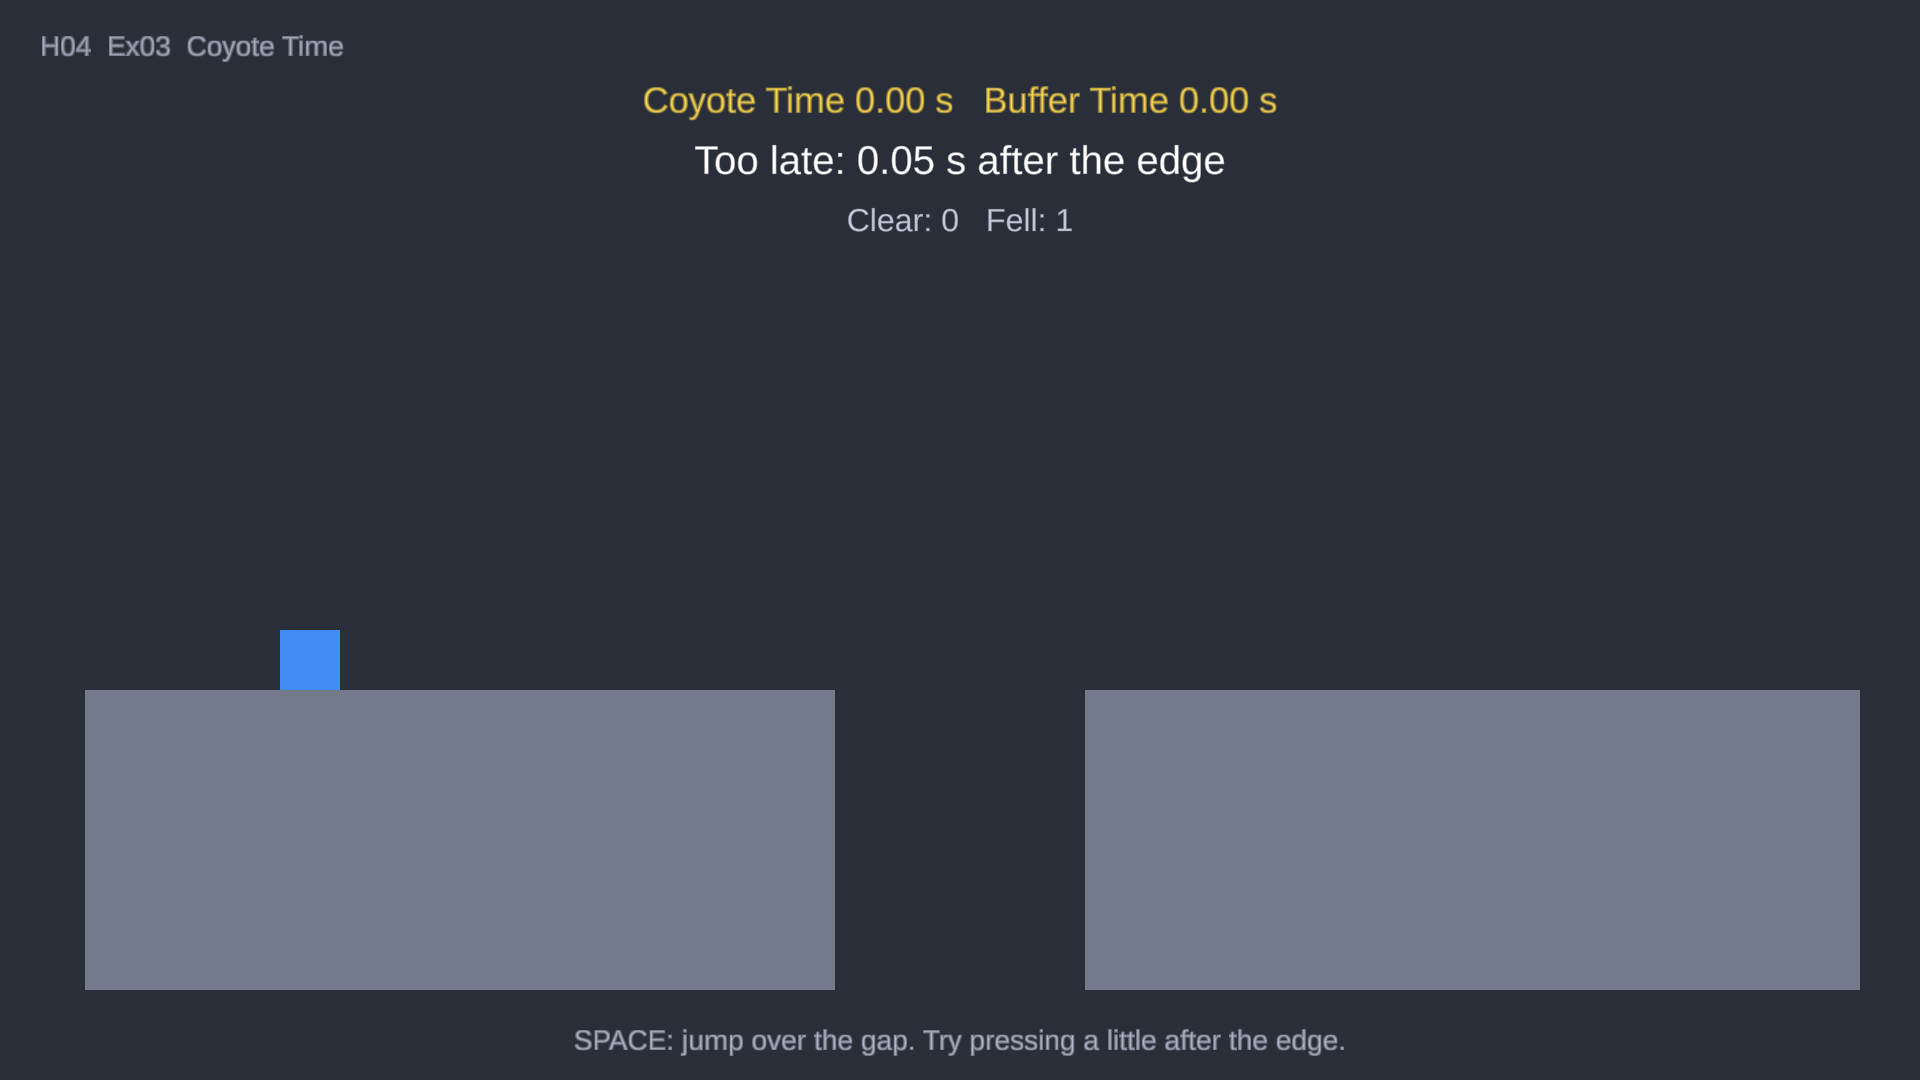 H04 Ex03 Coyote Time
Coyote Time 0.00 s Buffer Time 0.00 s
Too late: 0.05 s after the edge
Clear: 0 Fell: 1
SPACE: jump over the gap. Try pressing a little after the edge.